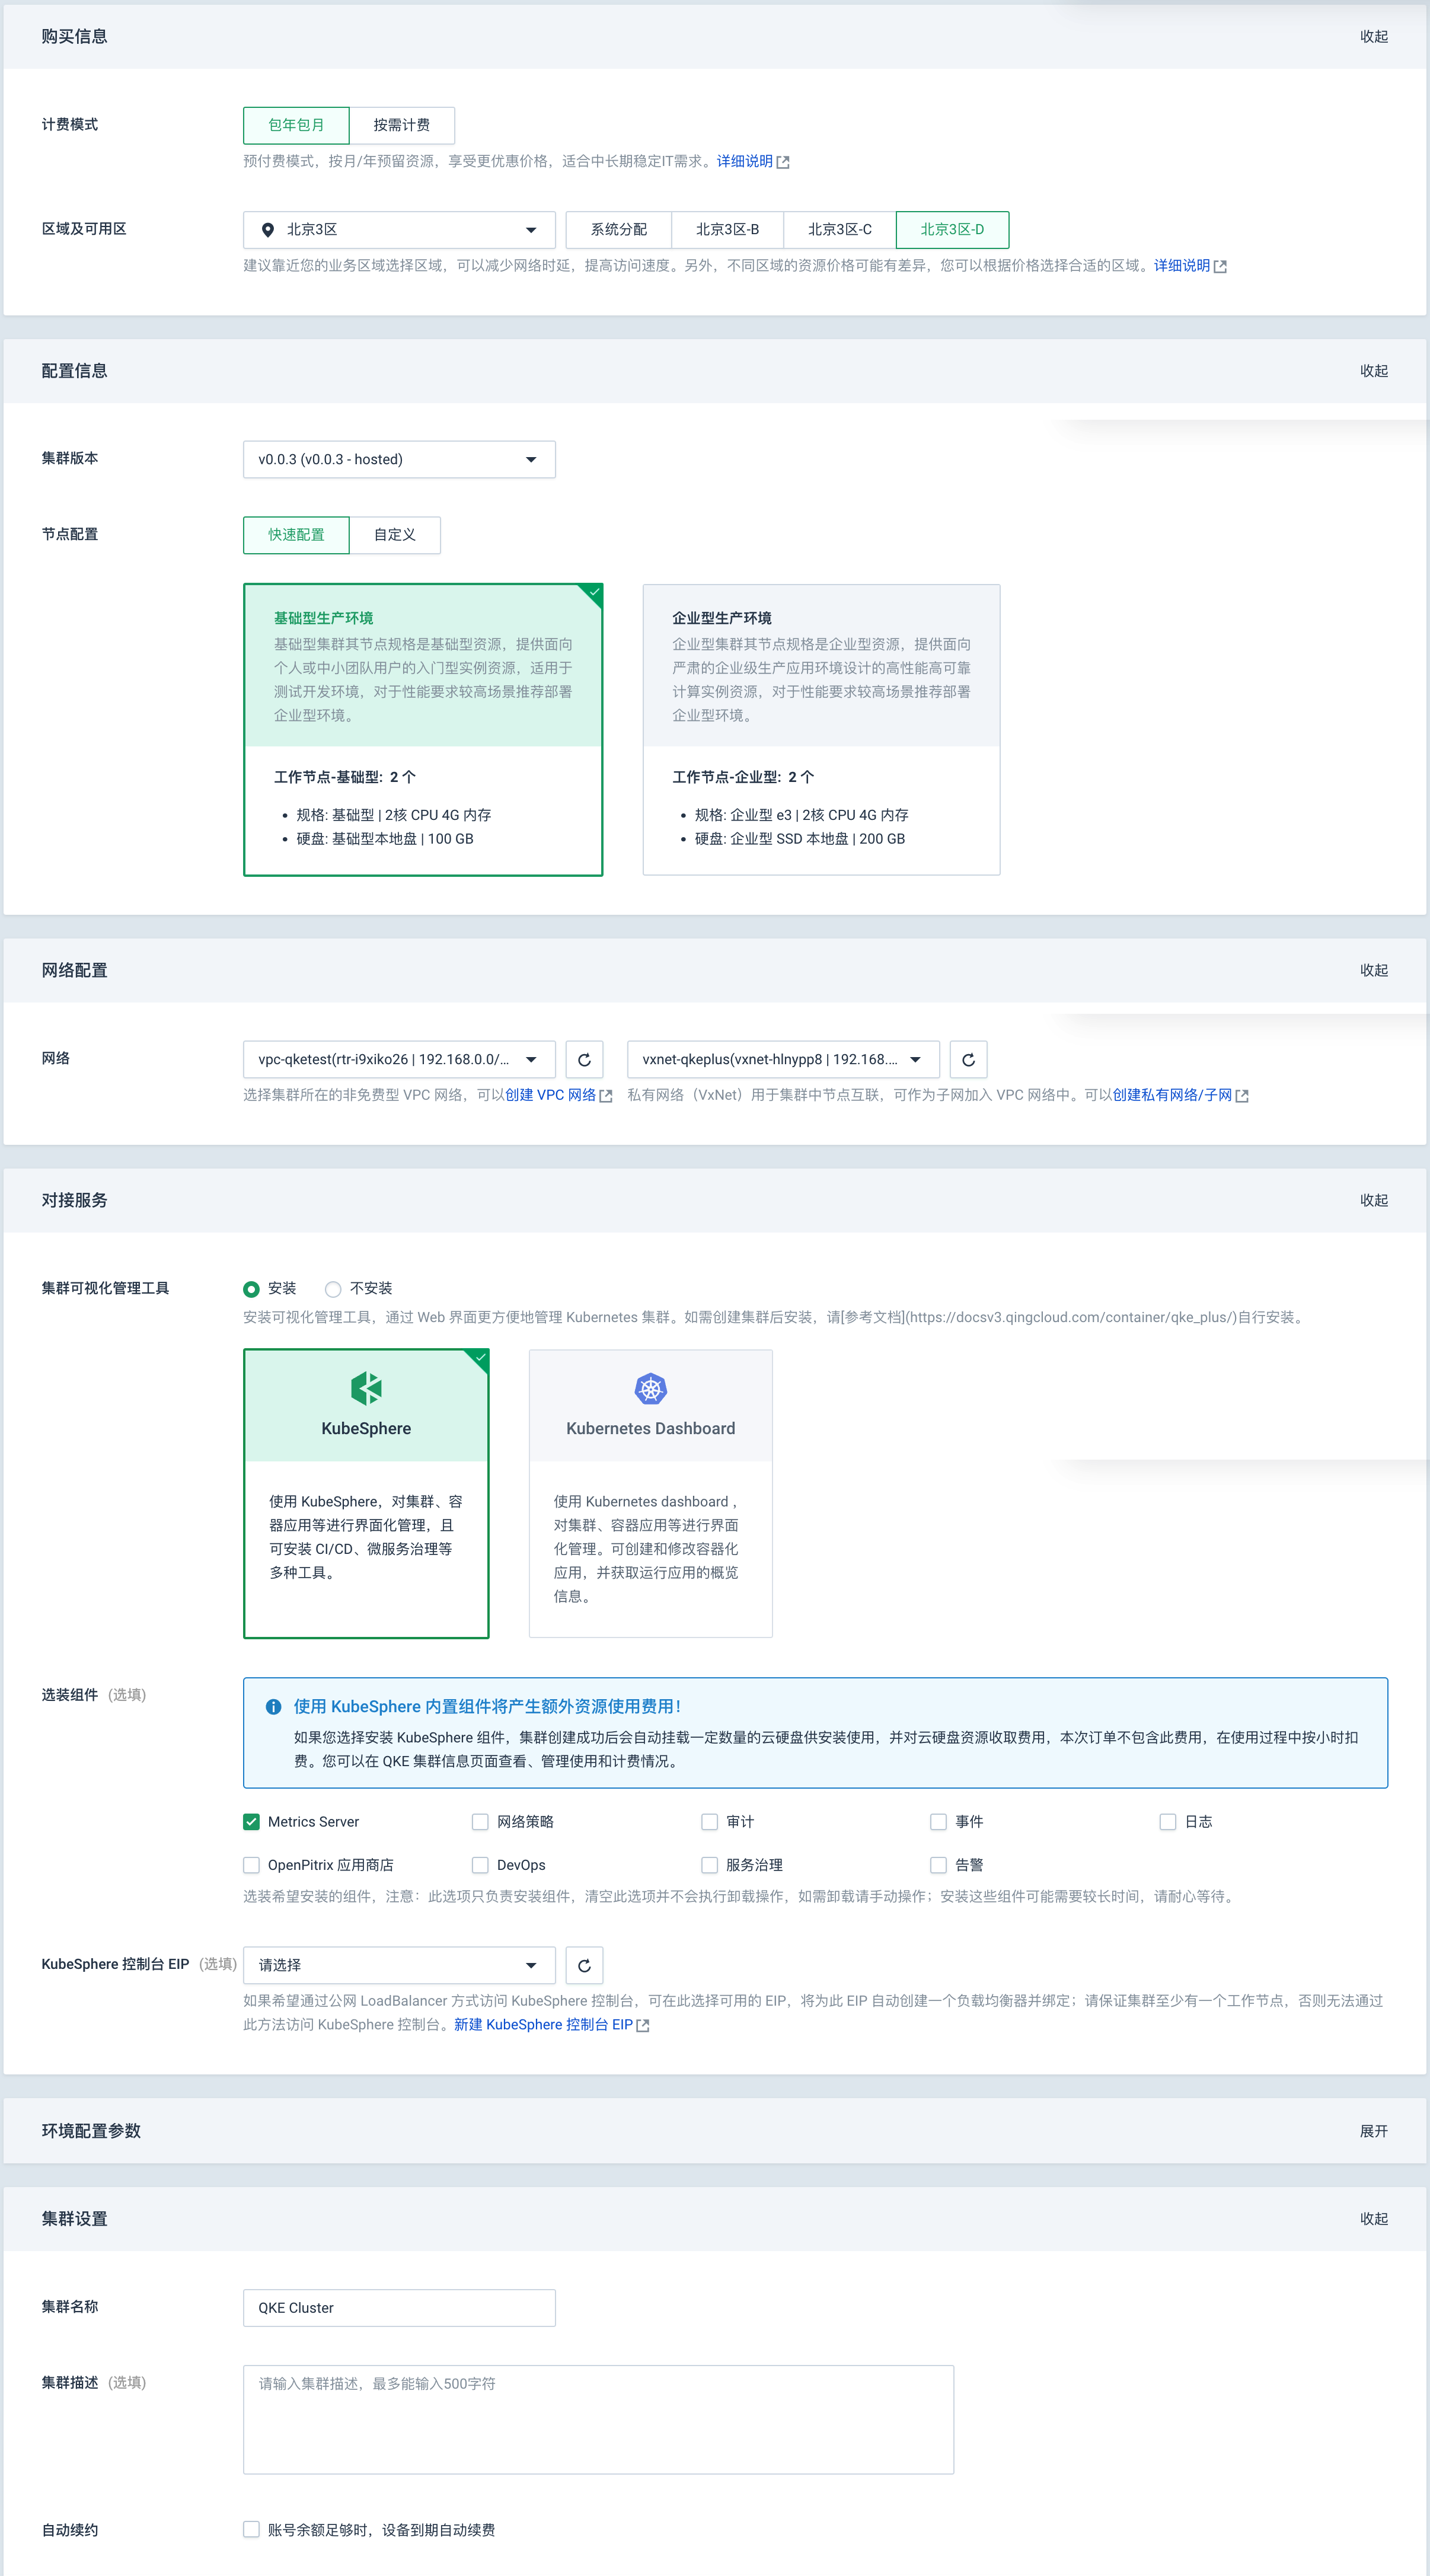 购买信息 收起
计费模式 包年包月 按需计费
预付费模式，按月/年预留资源，享受更优惠价格，适合中长期稳定IT需求。详细说明
区域及可用区 北京3区 系统分配 北京3区-B 北京3区-C 北京3区-D
建议靠近您的业务区域选择区域，可以减少网络时延，提高访问速度。另外，不同区域的资源价格可能有差异，您可以根据价格选择合适的区域。详细说明
配置信息 收起
集群版本 v0.0.3 (v0.0.3 - hosted)
节点配置 快速配置 自定义
基础型生产环境
基础型集群其节点规格是基础型资源，提供面向
个人或中小团队用户的入门型实例资源，适用于
测试开发环境，对于性能要求较高场景推荐部署
企业型环境。
工作节点-基础型: 2 个
规格: 基础型 | 2核 CPU 4G 内存
硬盘: 基础型本地盘 | 100 GB
企业型生产环境
企业型集群其节点规格是企业型资源，提供面向
严肃的企业级生产应用环境设计的高性能高可靠
计算实例资源，对于性能要求较高场景推荐部署
企业型环境。
工作节点-企业型: 2 个
规格: 企业型 e3 | 2核 CPU 4G 内存
硬盘: 企业型 SSD 本地盘 | 200 GB
网络配置 收起
网络 vpc-qketest(rtr-i9xiko26 | 192.168.0.0/... vxnet-qkeplus(vxnet-hlnypp8 | 192.168....
选择集群所在的非免费型 VPC 网络，可以创建 VPC 网络 私有网络（VxNet）用于集群中节点互联，可作为子网加入 VPC 网络中。可以创建私有网络/子网
对接服务 收起
集群可视化管理工具 安装 不安装
安装可视化管理工具，通过 Web 界面更方便地管理 Kubernetes 集群。如需创建集群后安装，请[参考文档](https://docsv3.qingcloud.com/container/qke_plus/)自行安装。
KubeSphere
使用 KubeSphere，对集群、容
器应用等进行界面化管理，且
可安装 CI/CD、微服务治理等
多种工具。
Kubernetes Dashboard
使用 Kubernetes dashboard ，
对集群、容器应用等进行界面
化管理。可创建和修改容器化
应用，并获取运行应用的概览
信息。
选装组件 (选填)
使用 KubeSphere 内置组件将产生额外资源使用费用！
如果您选择安装 KubeSphere 组件，集群创建成功后会自动挂载一定数量的云硬盘供安装使用，并对云硬盘资源收取费用，本次订单不包含此费用，在使用过程中按小时扣
费。您可以在 QKE 集群信息页面查看、管理使用和计费情况。
Metrics Server 网络策略 审计 事件 日志
OpenPitrix 应用商店 DevOps 服务治理 告警
选装希望安装的组件，注意：此选项只负责安装组件，清空此选项并不会执行卸载操作，如需卸载请手动操作；安装这些组件可能需要较长时间，请耐心等待。
KubeSphere 控制台 EIP (选填) 请选择
如果希望通过公网 LoadBalancer 方式访问 KubeSphere 控制台，可在此选择可用的 EIP，将为此 EIP 自动创建一个负载均衡器并绑定；请保证集群至少有一个工作节点，否则无法通过
此方法访问 KubeSphere 控制台。新建 KubeSphere 控制台 EIP
环境配置参数 展开
集群设置 收起
集群名称 QKE Cluster
集群描述 (选填) 请输入集群描述，最多能输入500字符
自动续约 账号余额足够时，设备到期自动续费